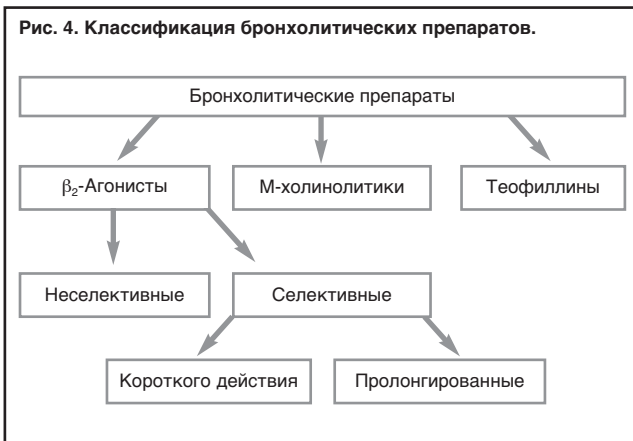 Рис. 4. Классификация бронхолитических препаратов.
Бронхолитические препараты
β₂-Агонисты
М-холинолитики
Теофиллины
Неселективные
Селективные
Короткого действия
Пролонгированные